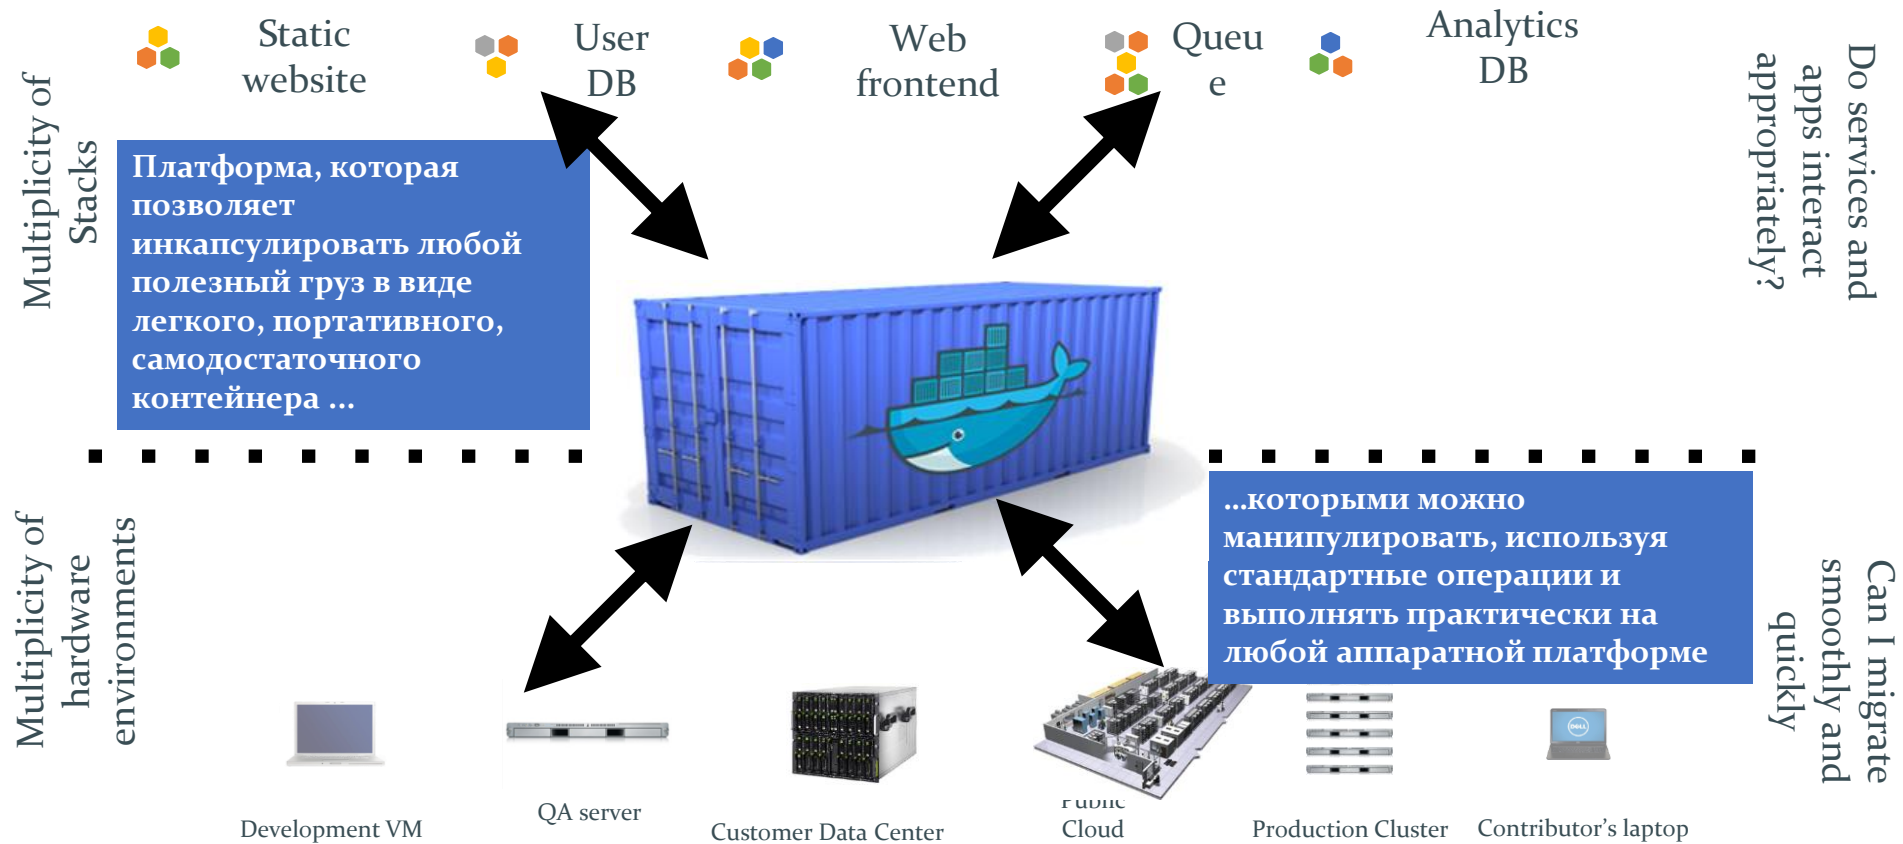 Static
website
User
DB
Web
frontend
Queu
e
Analytics
DB
Multiplicity of
Stacks
Do services and
apps interact
appropriately?
Платформа, которая
позволяет
инкапсулировать любой
полезный груз в виде
легкого, портативного,
самодостаточного
контейнера ...
...которыми можно
манипулировать, используя
стандартные операции и
выполнять практически на
любой аппаратной платформе
Multiplicity of
hardware
environments
Can I migrate
smoothly and
quickly
DELL
Development VM
QA server
Customer Data Center
Public
Cloud
Production Cluster
Contributor’s laptop